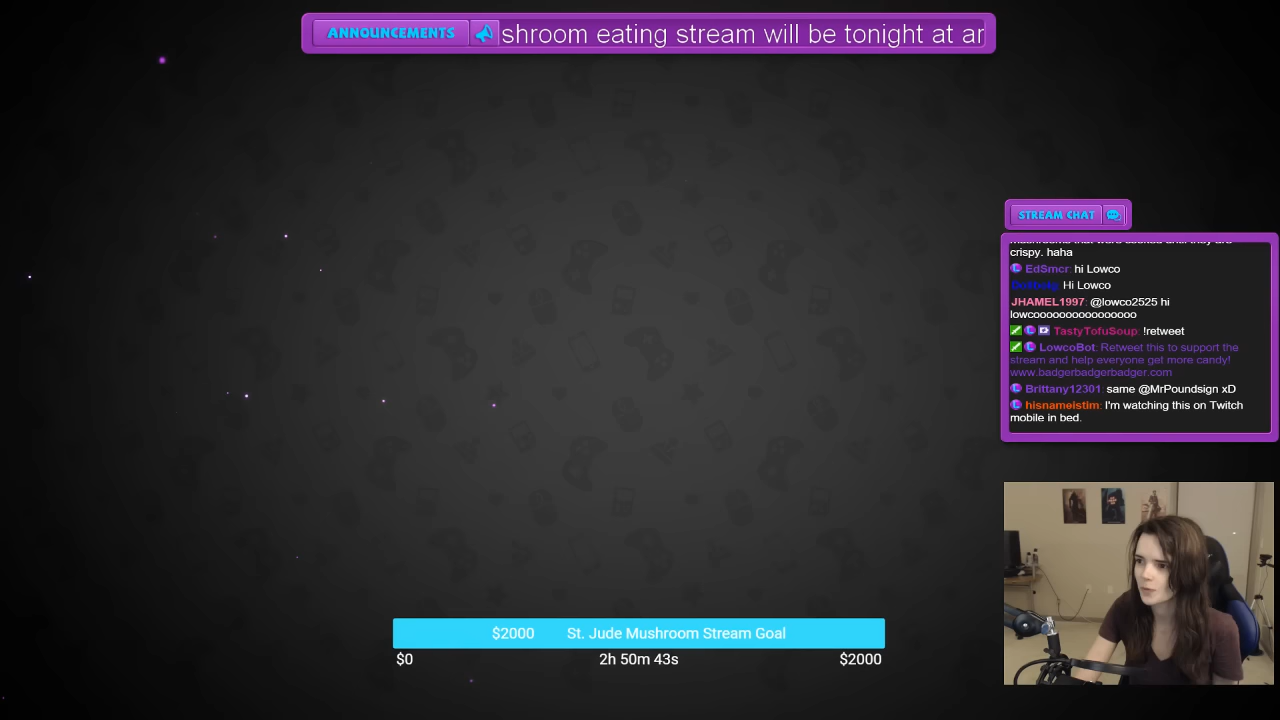 ANNOUNCEMENTS
shroom eating stream will be tonight at ar
STREAM CHAT
crispy. haha
EdSmcr: hi Lowco
Hi Lowco
JHAMEL1997: @lowco2525 hi
lowcooooooooooooooooo
TastyTofuSoup: !retweet
LowcoBot: Retweet this to support the
stream and help everyone get more candy!
www.badgerbadgerbadger.com
Brittany12301: same @MrPoundsign xD
hisnameistim: I'm watching this on Twitch
mobile in bed.
$2000 St. Jude Mushroom Stream Goal
$0 2h 50m 43s $2000